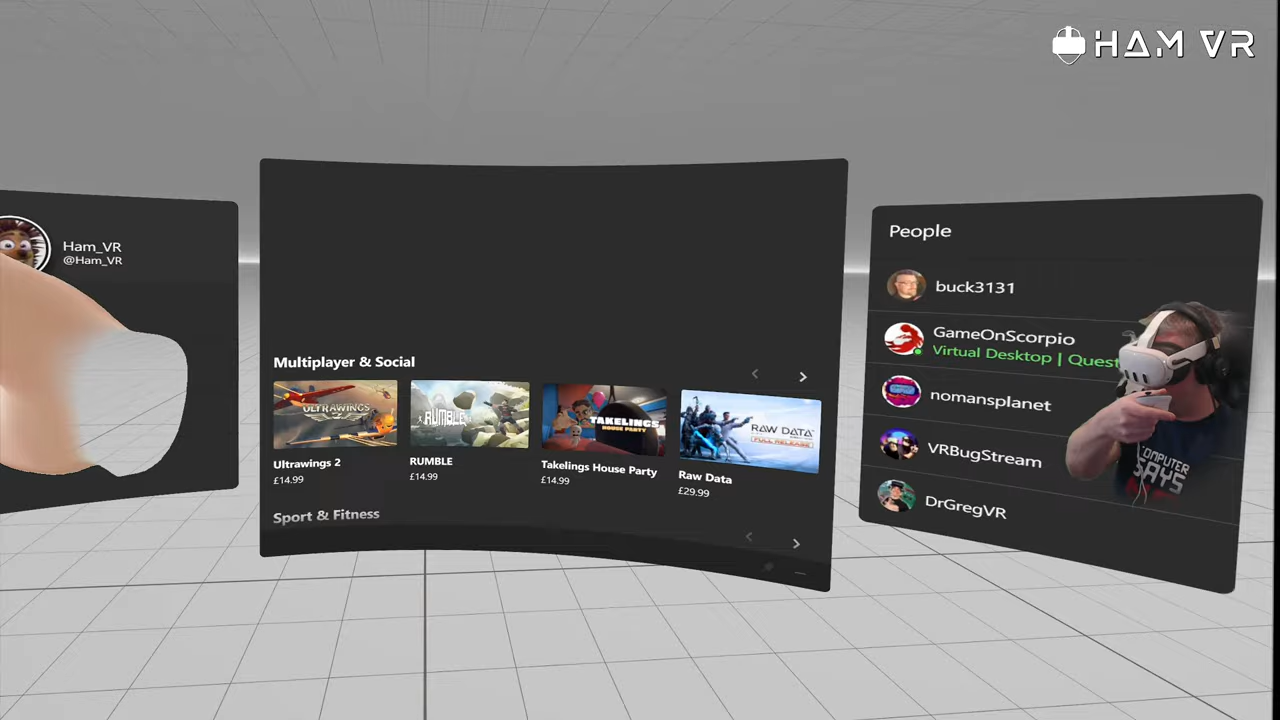 HAM VR
Ham_VR
@Ham_VR
Multiplayer & Social
ULTRAWINGS 2
RUMBLE
TAKELINGS
HOUSE PARTY
RAW DATA
FULL RELEASE
Ultrawings 2
£14.99
RUMBLE
£14.99
Takelings House Party
£14.99
Raw Data
£29.99
Sport & Fitness
People
buck3131
GameOnScorpio
Virtual Desktop | Quest
nomansplanet
VRBugStream
DrGregVR
COMPUTER
SAYS